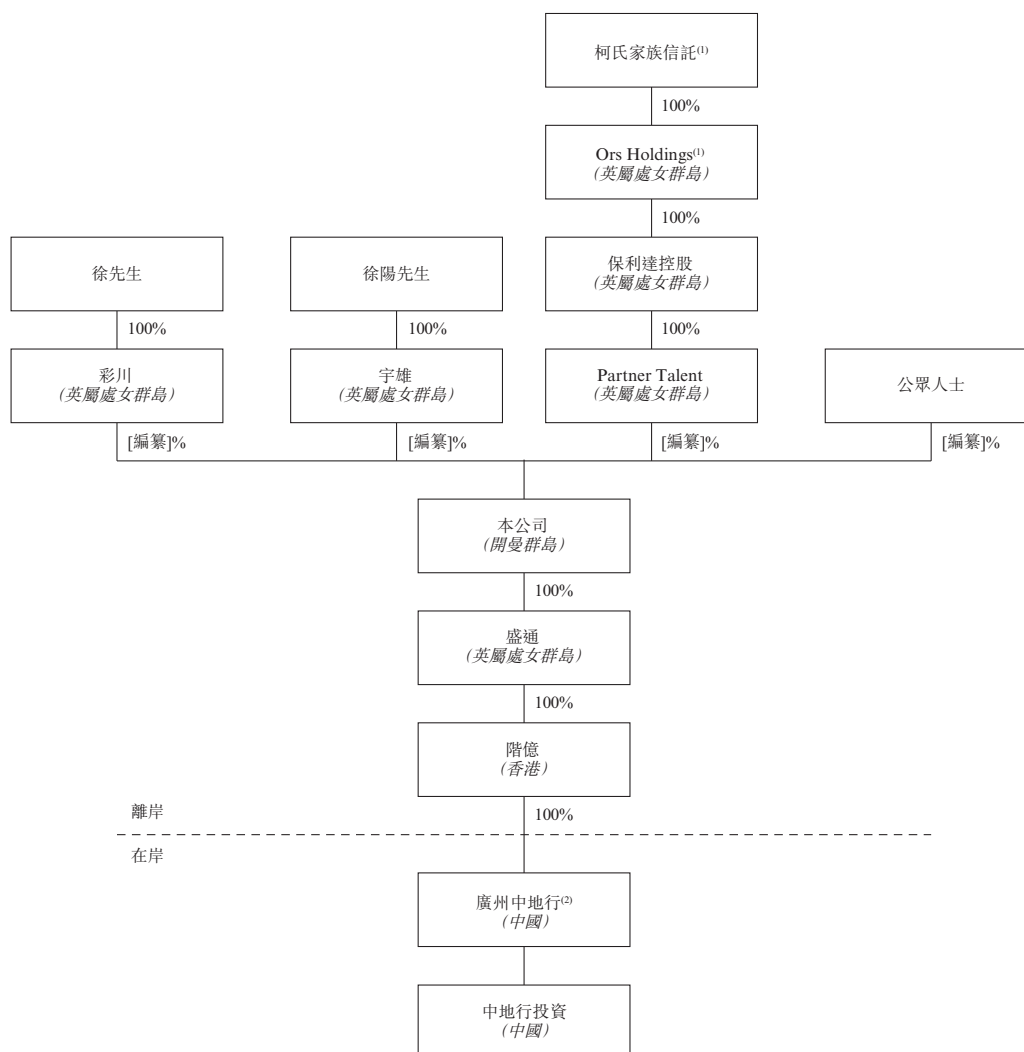 柯氏家族信託(1)
100%
Ors Holdings(1)
(英屬處女群島)
100%
徐先生
徐陽先生
保利達控股
(英屬處女群島)
100%
100%
100%
彩川
(英屬處女群島)
宇雄
(英屬處女群島)
Partner Talent
(英屬處女群島)
公眾人士
[編纂]%
[編纂]%
[編纂]%
[編纂]%
本公司
(開曼群島)
100%
盛通
(英屬處女群島)
100%
階億
(香港)
離岸
100%
在岸
廣州中地行(2)
(中國)
中地行投資
(中國)